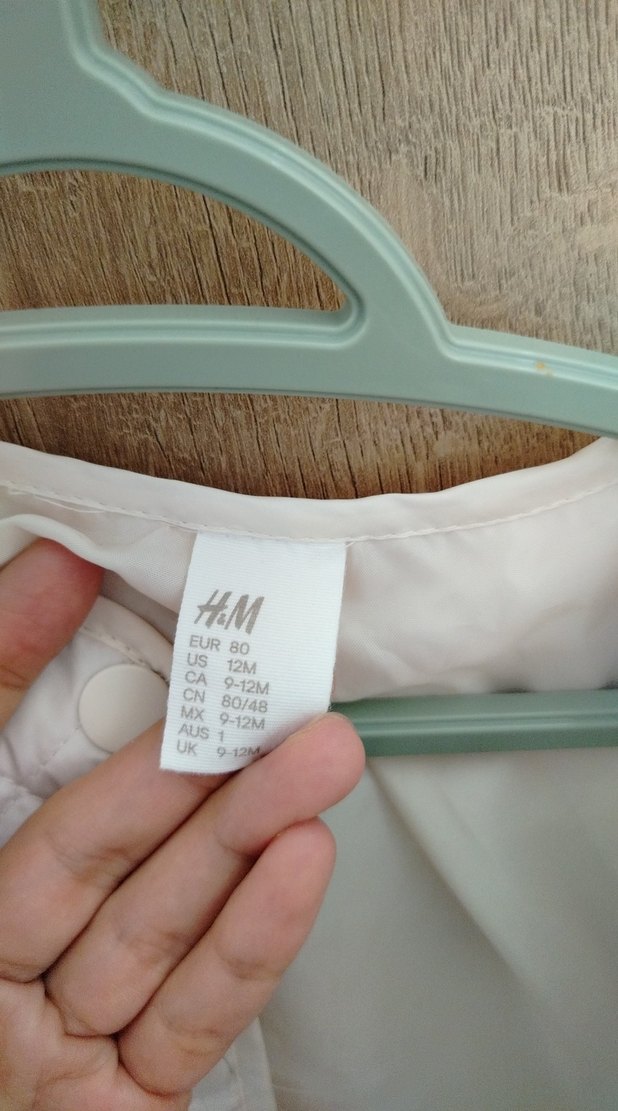 H&M
EUR 80
US 12M
CA 9-12M
CN 80/48
MX 9-12M
AUS 1
UK 9-12M